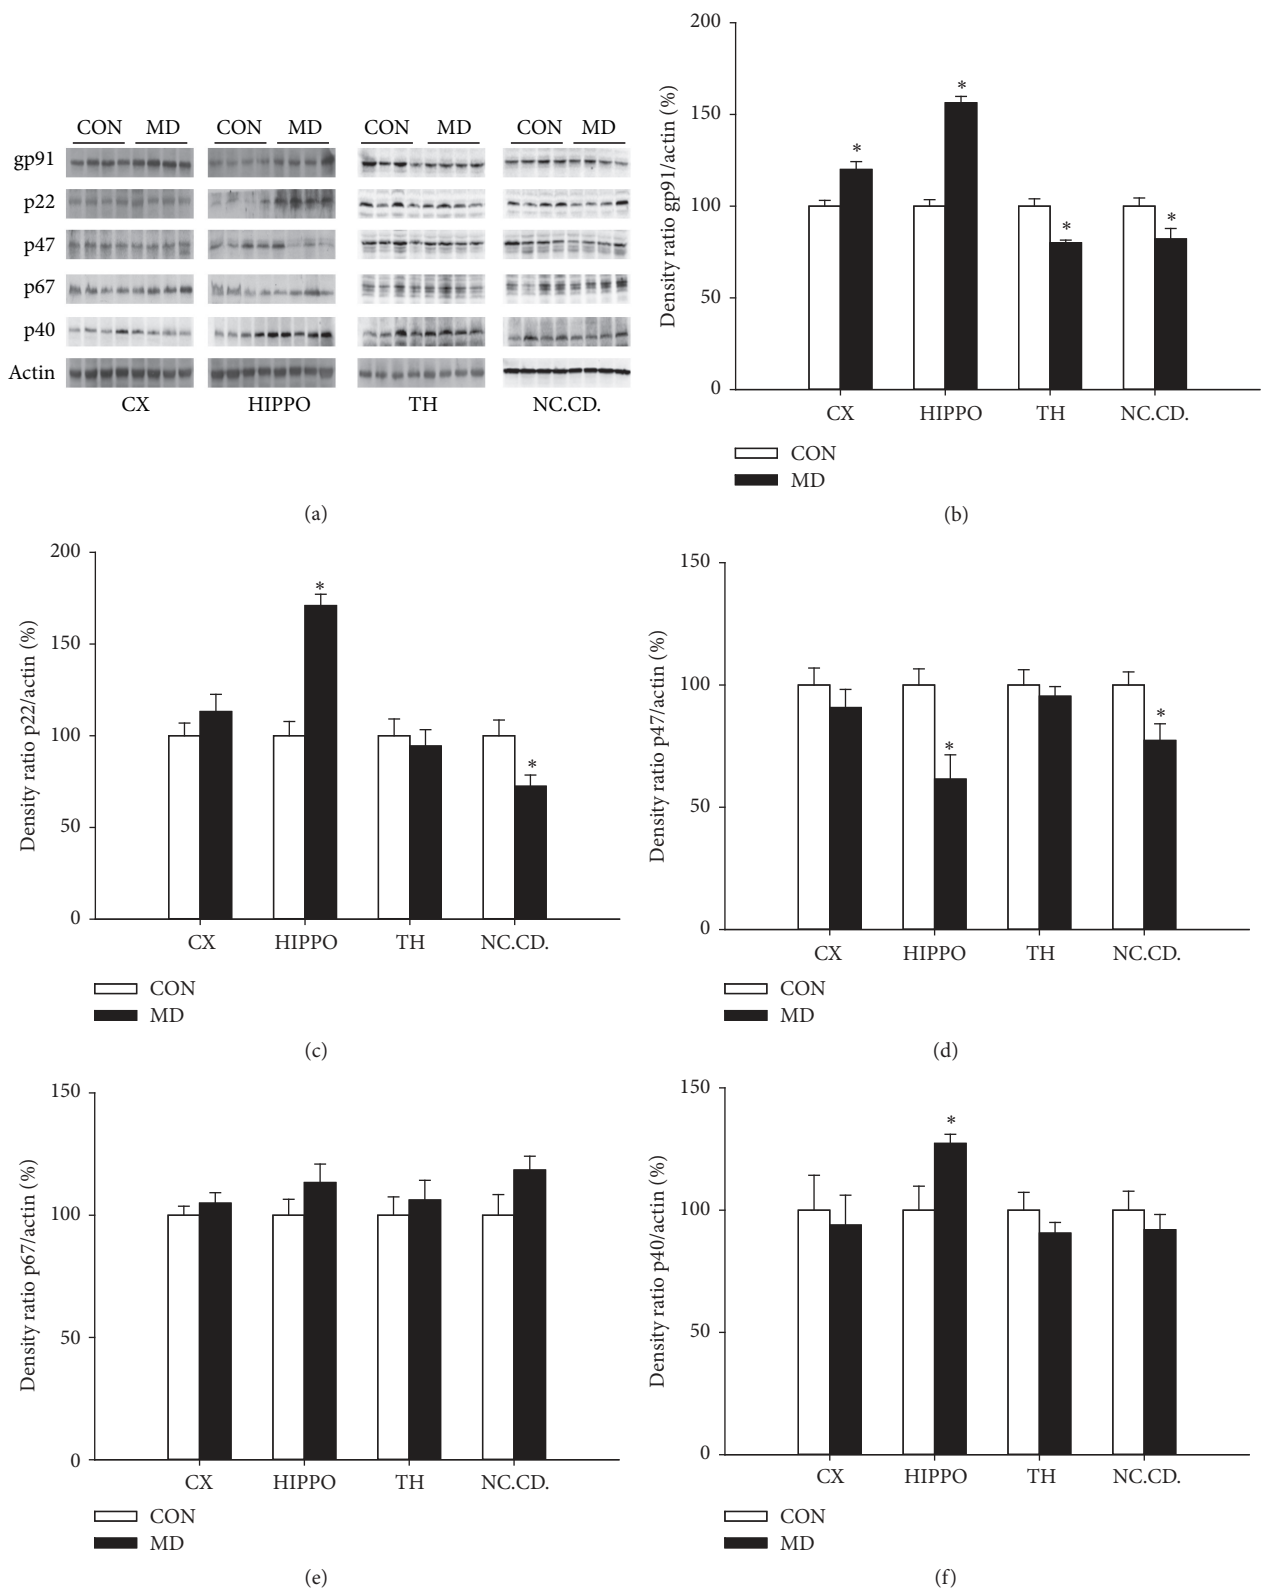 CON MD CON MD CON MD CON MD
gp91
p22
p47
p67
p40
Actin
CX HIPPO TH NC.CD.
(a)
200
150
100
50
0
Density ratio gp91/actin (%)
* * * *
CX HIPPO TH NC.CD.
CON
MD
(b)
200
150
100
50
0
Density ratio p22/actin (%)
* *
CX HIPPO TH NC.CD.
CON
MD
(c)
150
100
50
0
Density ratio p47/actin (%)
* *
CX HIPPO TH NC.CD.
CON
MD
(d)
150
100
50
0
Density ratio p67/actin (%)
CX HIPPO TH NC.CD.
CON
MD
(e)
150
100
50
0
Density ratio p40/actin (%)
*
CX HIPPO TH NC.CD.
CON
MD
(f)